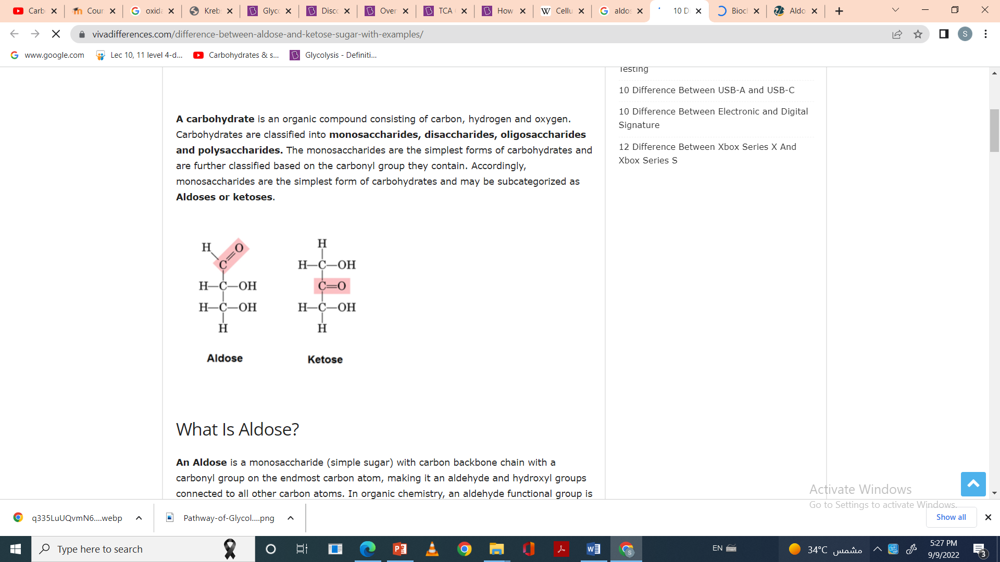 Carb
Cour
oxida
Kreb
Glyco
Disco
Over
TCA
How
Cellu
aldos
10 D
Bioch
Aldo
vivadifferences.com/difference-between-aldose-and-ketose-sugar-with-examples/
S
www.google.com
Lec 10, 11 level 4-d...
Carbohydrates & s...
Glycolysis - Definiti...
A carbohydrate is an organic compound consisting of carbon, hydrogen and oxygen.
Carbohydrates are classified into monosaccharides, disaccharides, oligosaccharides
and polysaccharides. The monosaccharides are the simplest forms of carbohydrates and
are further classified based on the carbonyl group they contain. Accordingly,
monosaccharides are the simplest form of carbohydrates and may be subcategorized as
Aldoses or ketoses.
H O
C
H—C—OH
H—C—OH
H
Aldose
H
H—C—OH
C=O
H—C—OH
H
Ketose
What Is Aldose?
An Aldose is a monosaccharide (simple sugar) with carbon backbone chain with a
carbonyl group on the endmost carbon atom, making it an aldehyde and hydroxyl groups
connected to all other carbon atoms. In organic chemistry, an aldehyde functional group is
Testing
10 Difference Between USB-A and USB-C
10 Difference Between Electronic and Digital
Signature
12 Difference Between Xbox Series X And
Xbox Series S
Activate Windows
Go to Settings to activate Windows.
q335LuUQvmN6....webp
Pathway-of-Glycol....png
Show all
Type here to search
EN
34°C مشمس
5:27 PM
9/9/2022
3